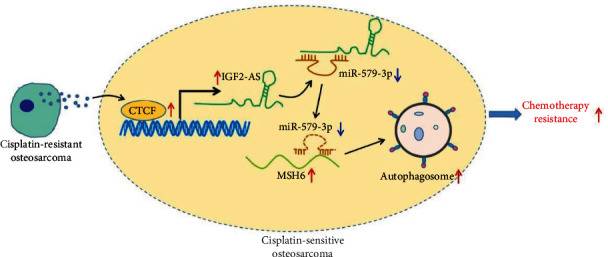 Cisplatin-resistant
osteosarcoma
CTCF
IGF2-AS
miR-579-3p
miR-579-3p
MSH6
Autophagosome
Chemotherapy
resistance
Cisplatin-sensitive
osteosarcoma